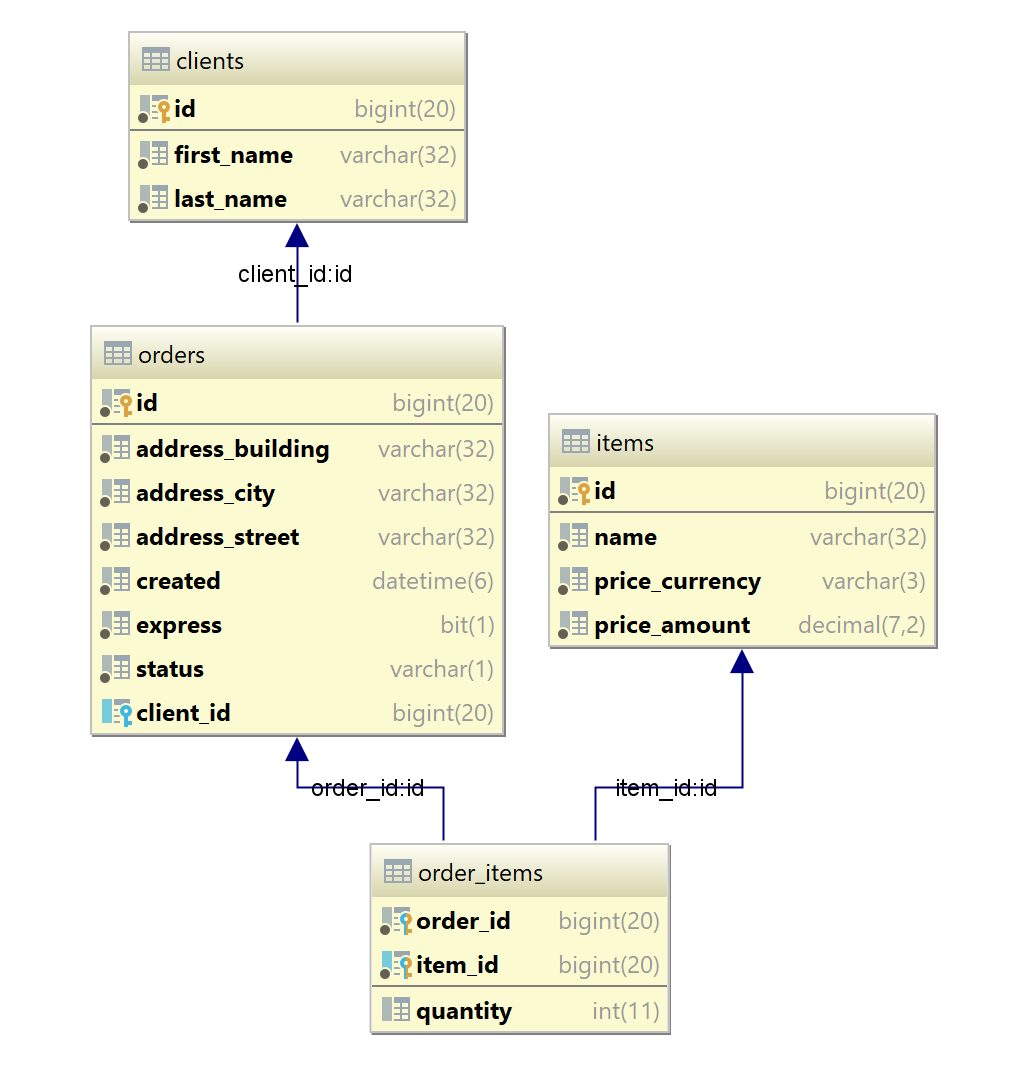 clients
id bigint(20)
first_name varchar(32)
last_name varchar(32)
client_id:id
orders
id bigint(20)
address_building varchar(32)
address_city varchar(32)
address_street varchar(32)
created datetime(6)
express bit(1)
status varchar(1)
client_id bigint(20)
items
id bigint(20)
name varchar(32)
price_currency varchar(3)
price_amount decimal(7,2)
order_id:id
item_id:id
order_items
order_id bigint(20)
item_id bigint(20)
quantity int(11)